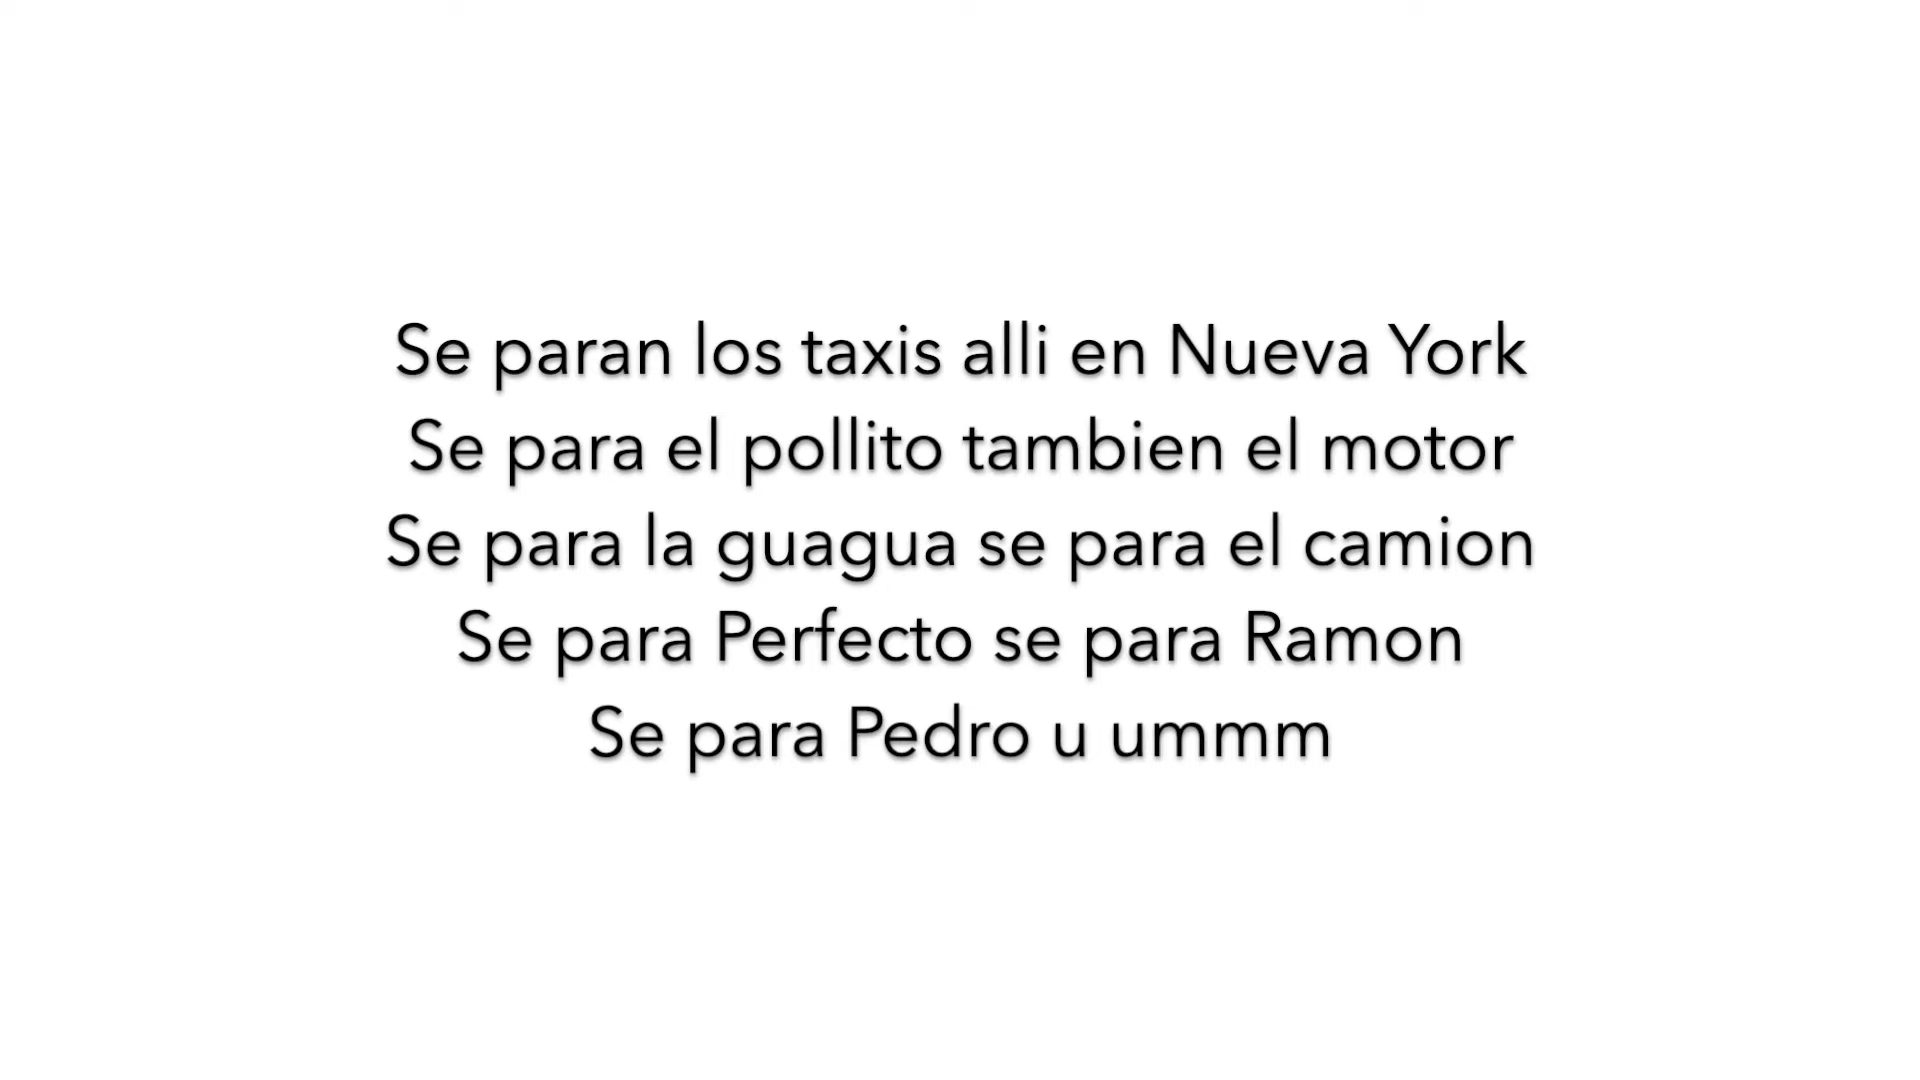 Se paran los taxis alli en Nueva York
Se para el pollito tambien el motor
Se para la guagua se para el camion
Se para Perfecto se para Ramon
Se para Pedro u ummm